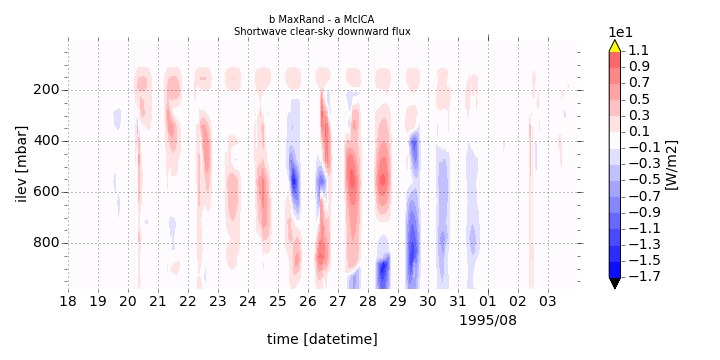 b MaxRand - a McICA
Shortwave clear-sky downward flux
1e1
200
400
600
800
ilev [mbar]
18 19 20 21 22 23 24 25 26 27 28 29 30 31 01 02 03
1995/08
time [datetime]
1.1
0.9
0.7
0.5
0.3
0.1
−0.1
−0.3
−0.5
−0.7
−0.9
−1.1
−1.3
−1.5
−1.7
[W/m2]